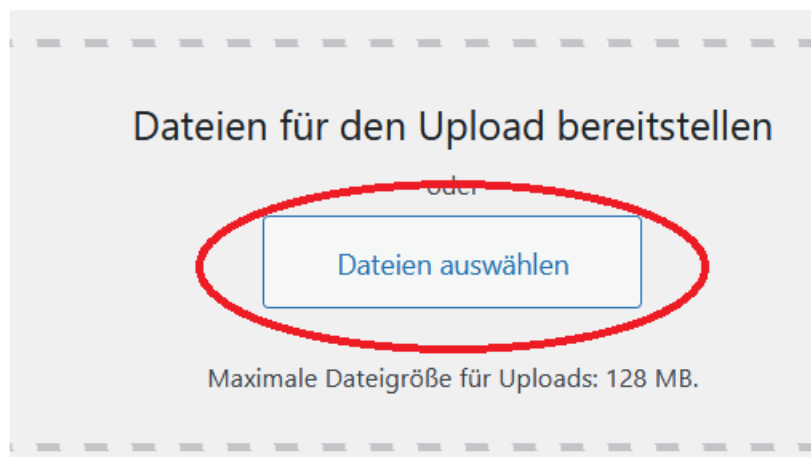 Dateien für den Upload bereitstellen
oder
Dateien auswählen
Maximale Dateigröße für Uploads: 128 MB.